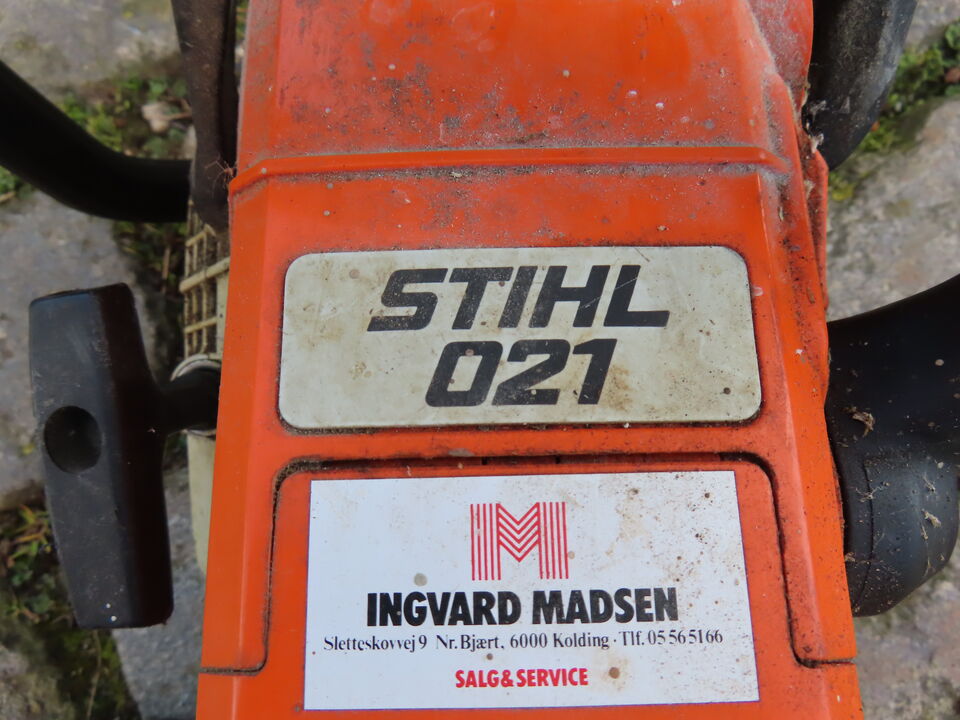 STIHL
021
M
INGVARD MADSEN
Sletteskovvej 9 Nr. Bjært, 6000 Kolding · Tlf. 05 56 51 66
SALG & SERVICE